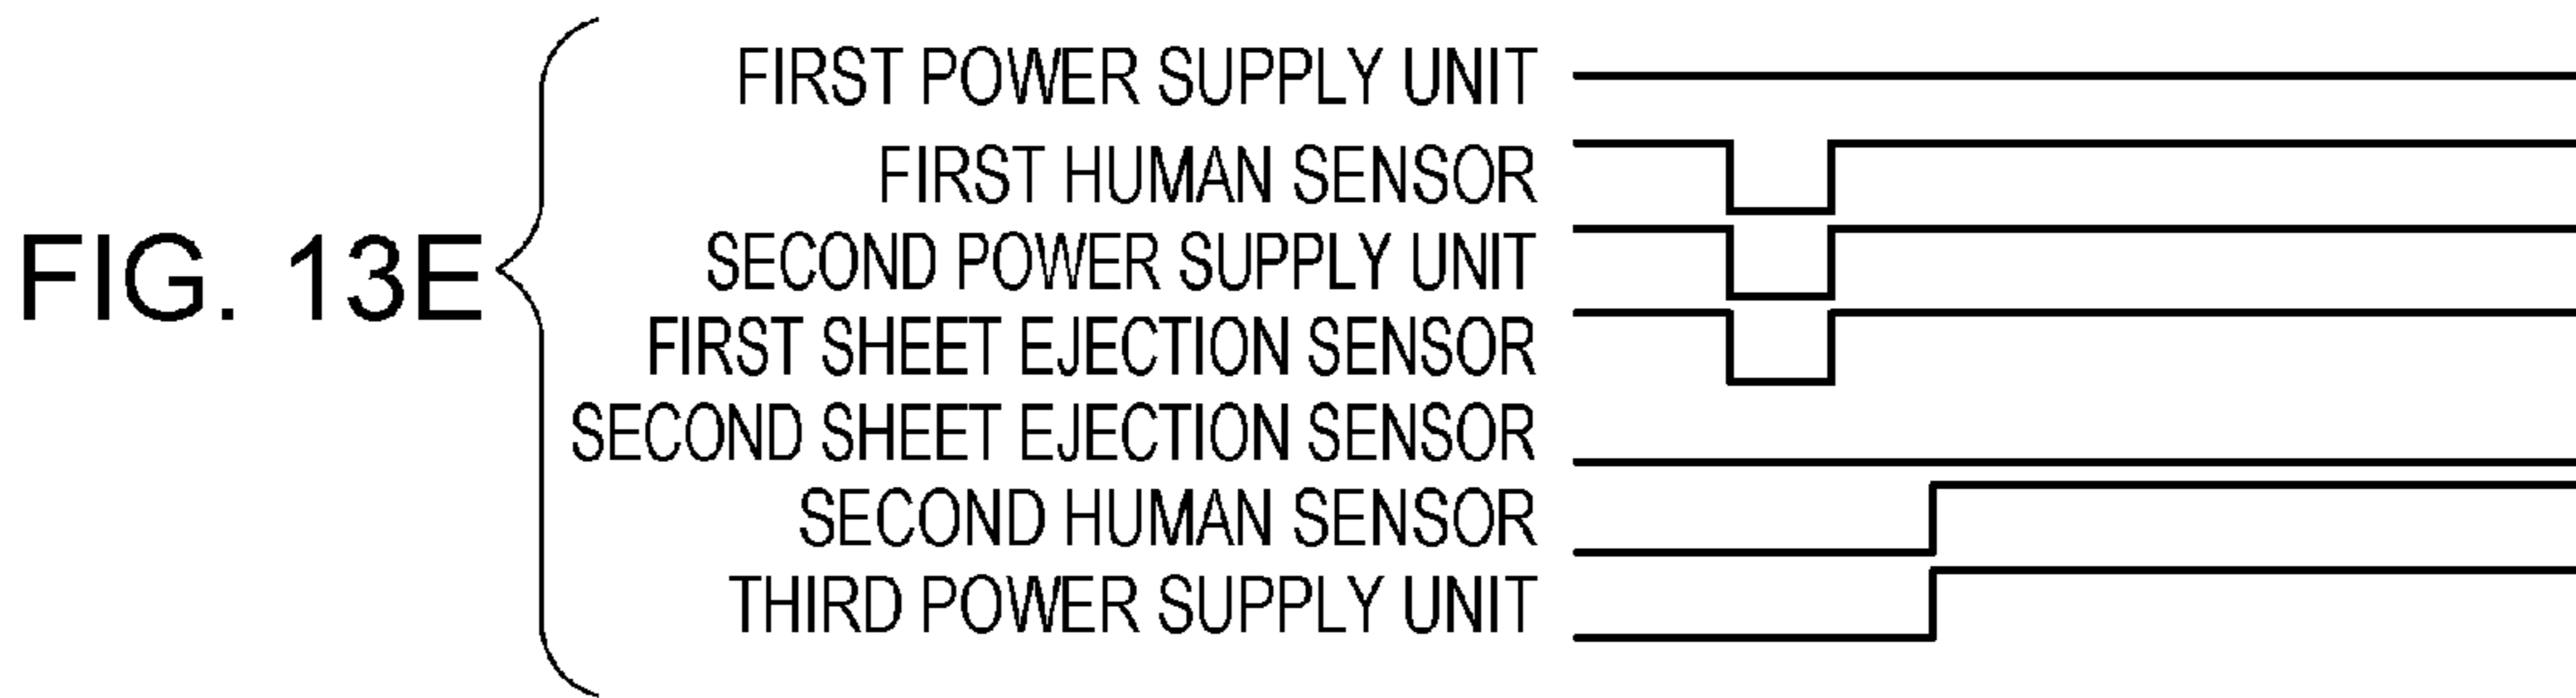 FIG. 13E
FIRST POWER SUPPLY UNIT
FIRST HUMAN SENSOR
SECOND POWER SUPPLY UNIT
FIRST SHEET EJECTION SENSOR
SECOND SHEET EJECTION SENSOR
SECOND HUMAN SENSOR
THIRD POWER SUPPLY UNIT